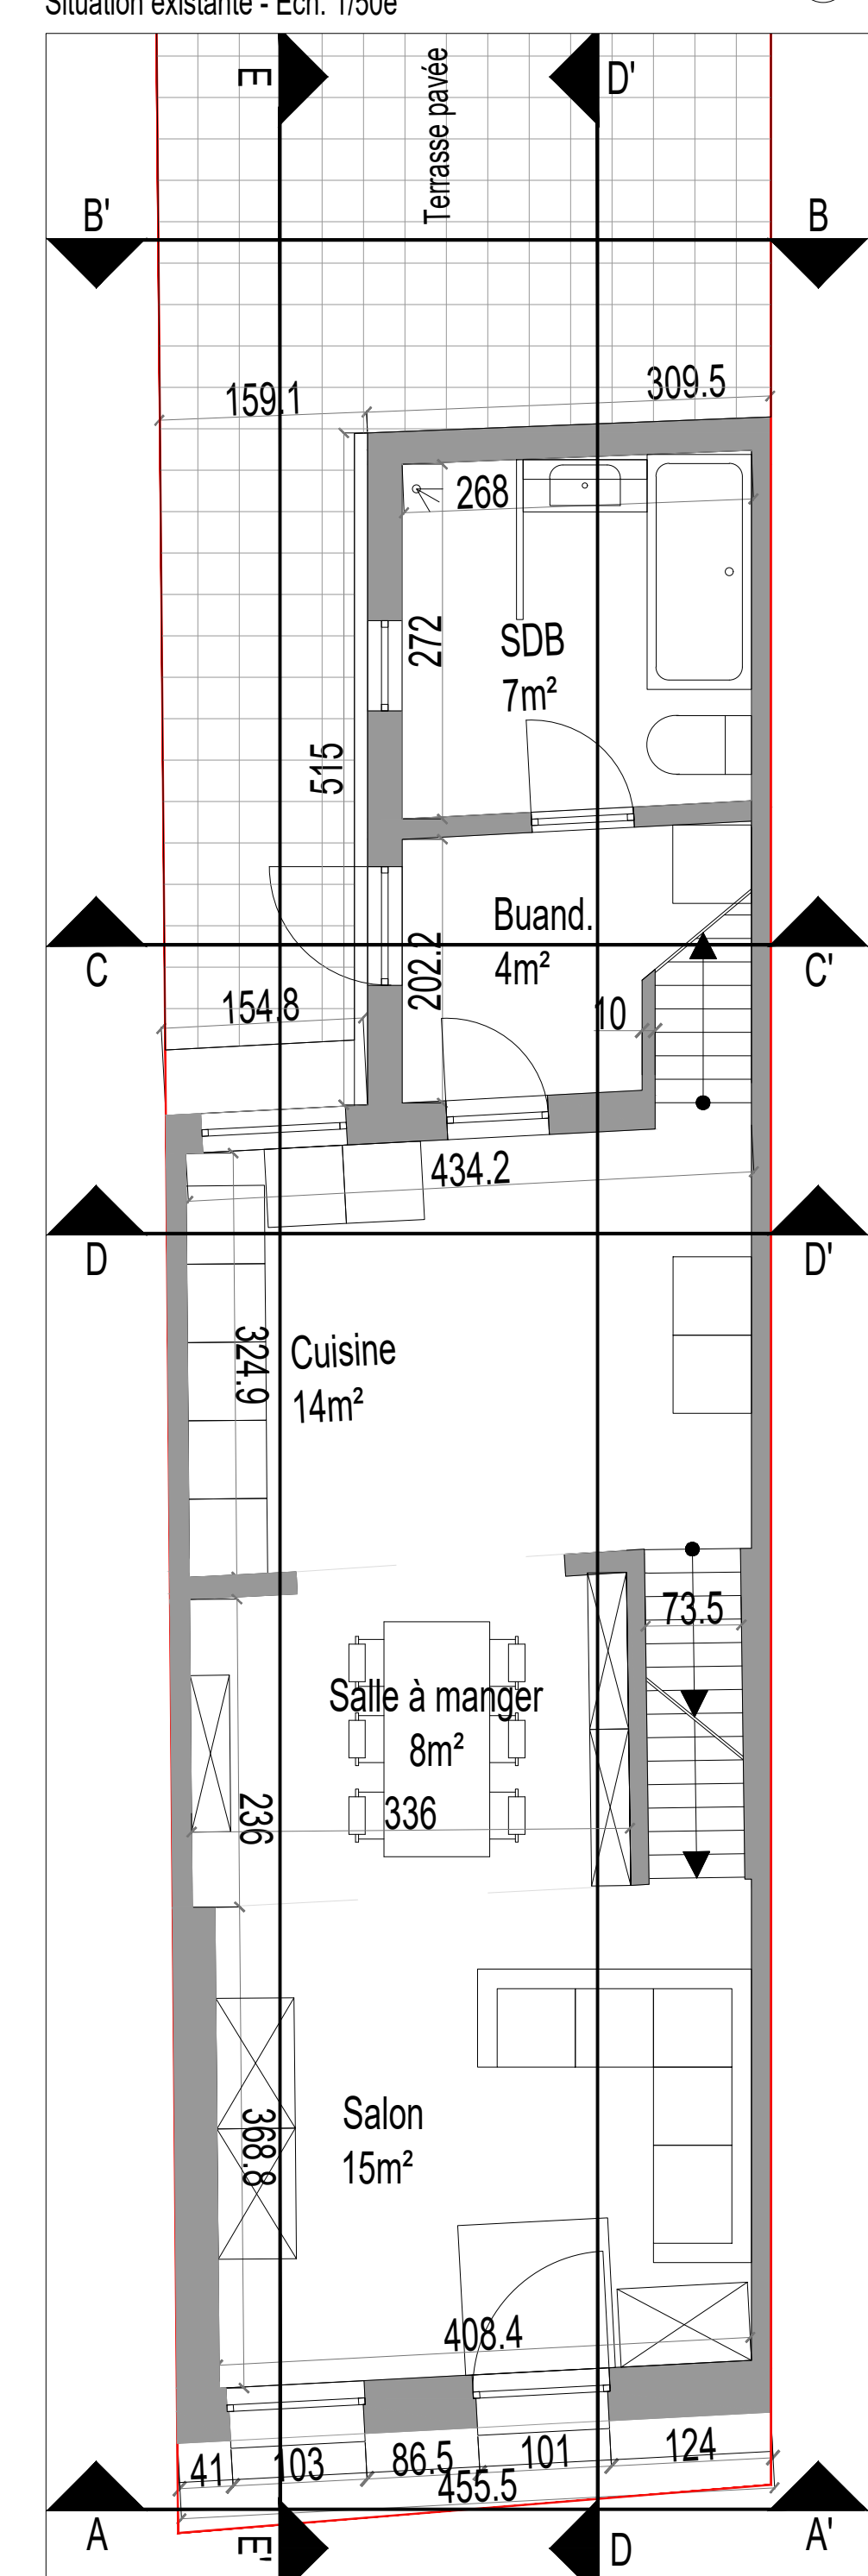 Situation existante - Ech. 1/50e
E
Terrasse pavée
D'
B'
B
159.1
309.5
268
272
SDB
7m²
515
Buand.
4m²
202.2
C
C'
154.8
10
434.2
D
D'
324.9
Cuisine
14m²
73.5
Salle à manger
8m²
236
336
Salon
15m²
368.8
408.4
41
103
86.5
101
124
455.5
A
E'
D
A'